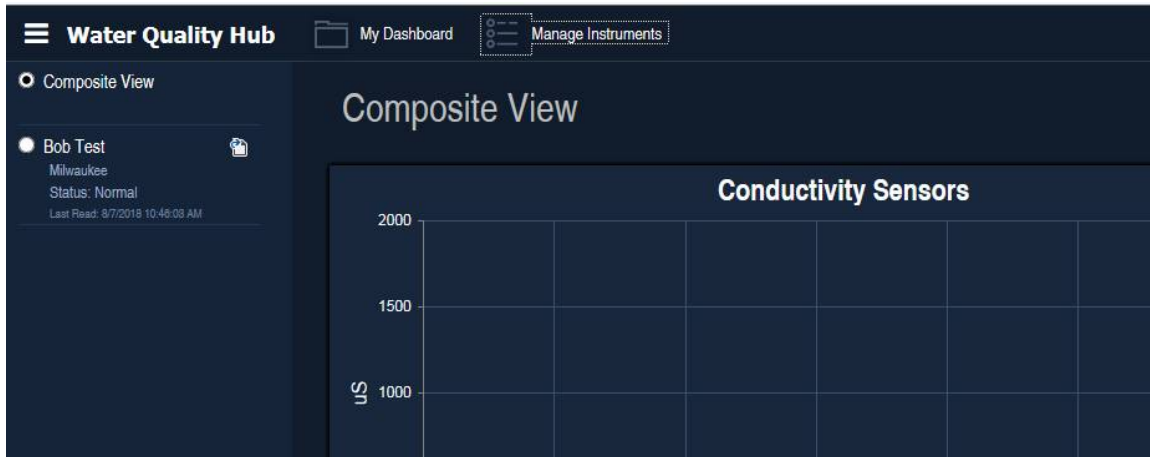 Water Quality Hub
My Dashboard
Manage Instruments
Composite View
Bob Test
Milwaukee
Status: Normal
Last Read: 8/7/2018 10:46:08 AM
Composite View
Conductivity Sensors
2000
1500
1000
uS